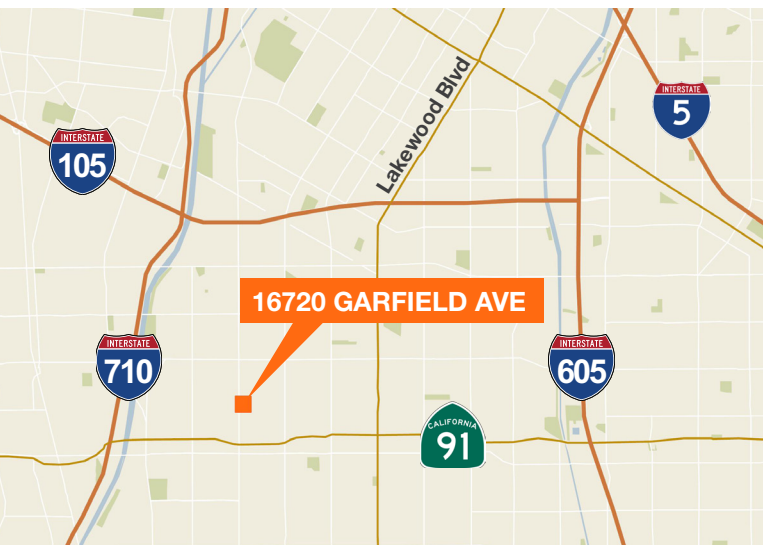 Lakewood Blvd
INTERSTATE
5
INTERSTATE
105
16720 GARFIELD AVE
INTERSTATE
710
INTERSTATE
605
CALIFORNIA
91